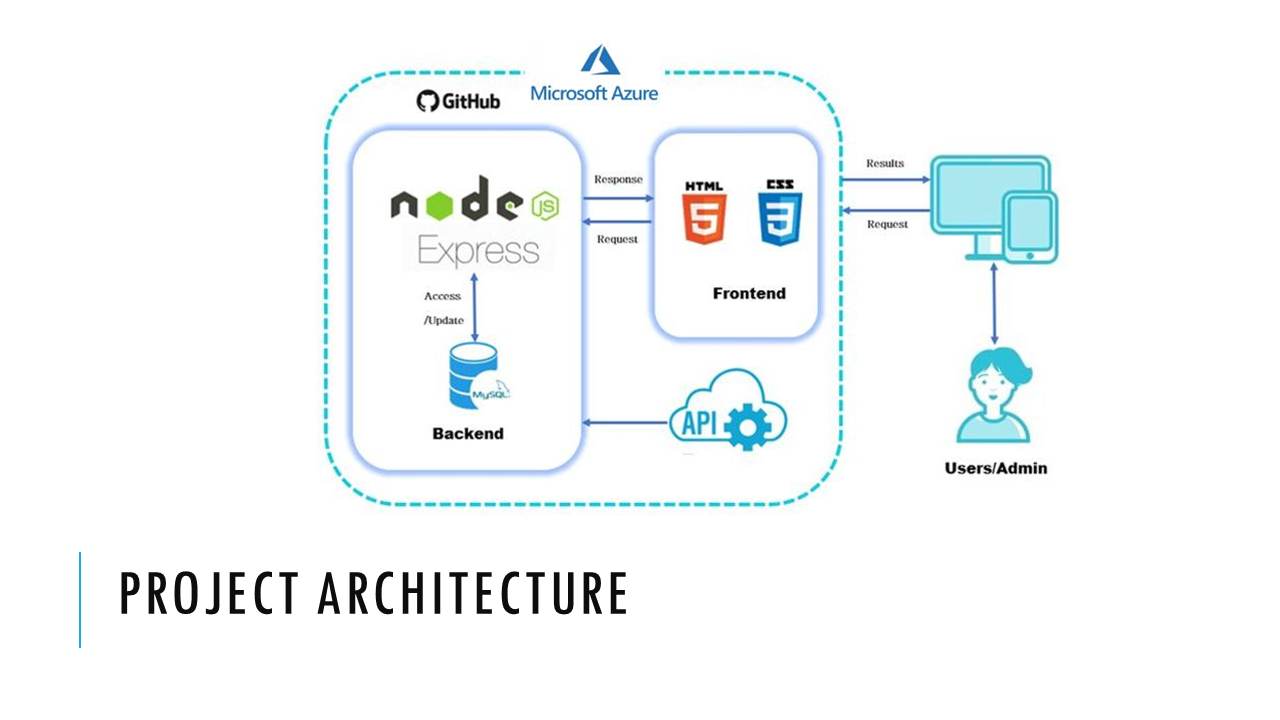 Microsoft Azure
GitHub
node
JS
Express
Access
/Update
MySQL
Backend
Response
Request
HTML
5
CSS
3
Frontend
API
Results
Request
Users/Admin
PROJECT ARCHITECTURE